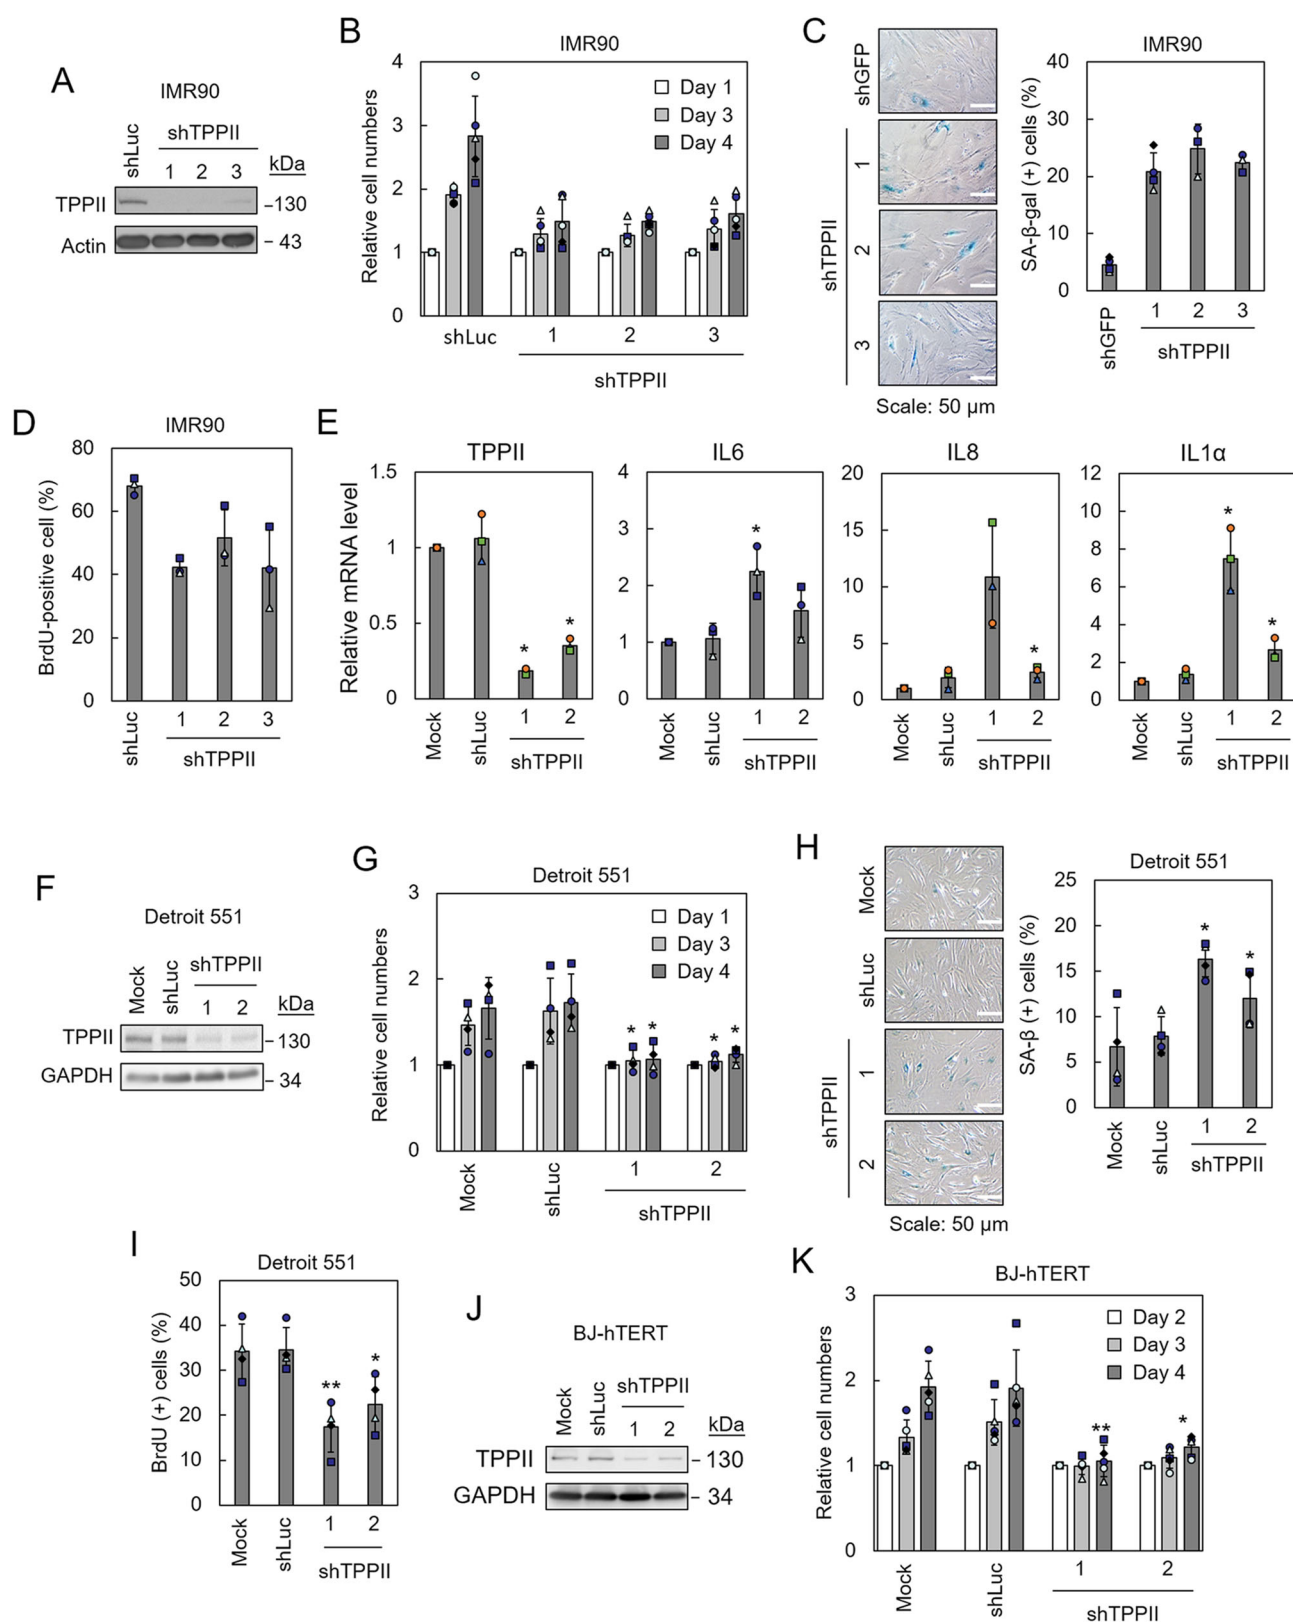 A
IMR90
shLuc
shTPPII
1 2 3
kDa
TPPII
-130
Actin
- 43
B
IMR90
Relative cell numbers
4
3
2
1
0
Day 1
Day 3
Day 4
shLuc
1 2 3
shTPPII
C
shGFP
1
2
3
shTPPII
Scale: 50 µm
IMR90
SA-β-gal (+) cells (%)
40
30
20
10
0
shGFP
1 2 3
shTPPII
D
IMR90
BrdU-positive cell (%)
80
60
40
20
0
shLuc
1 2 3
shTPPII
E
TPPII
Relative mRNA level
1.5
1
0.5
0
* *
Mock
shLuc
1 2
shTPPII
IL6
4
3
2
1
0
*
Mock
shLuc
1 2
shTPPII
IL8
20
15
10
5
0
*
Mock
shLuc
1 2
shTPPII
IL1α
12
10
8
6
4
2
0
* *
Mock
shLuc
1 2
shTPPII
F
Detroit 551
Mock
shLuc
shTPPII
1 2
kDa
TPPII
- 130
GAPDH
- 34
G
Detroit 551
Relative cell numbers
3
2
1
0
Day 1
Day 3
Day 4
* * * *
Mock
shLuc
1 2
shTPPII
H
Mock
shLuc
1
2
shTPPII
Scale: 50 µm
Detroit 551
SA-β (+) cells (%)
25
20
15
10
5
0
* *
Mock
shLuc
1 2
shTPPII
I
Detroit 551
BrdU (+) cells (%)
50
40
30
20
10
0
** *
Mock
shLuc
1 2
shTPPII
J
BJ-hTERT
Mock
shLuc
shTPPII
1 2
kDa
TPPII
- 130
GAPDH
- 34
K
BJ-hTERT
Relative cell numbers
3
2
1
0
Day 2
Day 3
Day 4
** *
Mock
shLuc
1 2
shTPPII